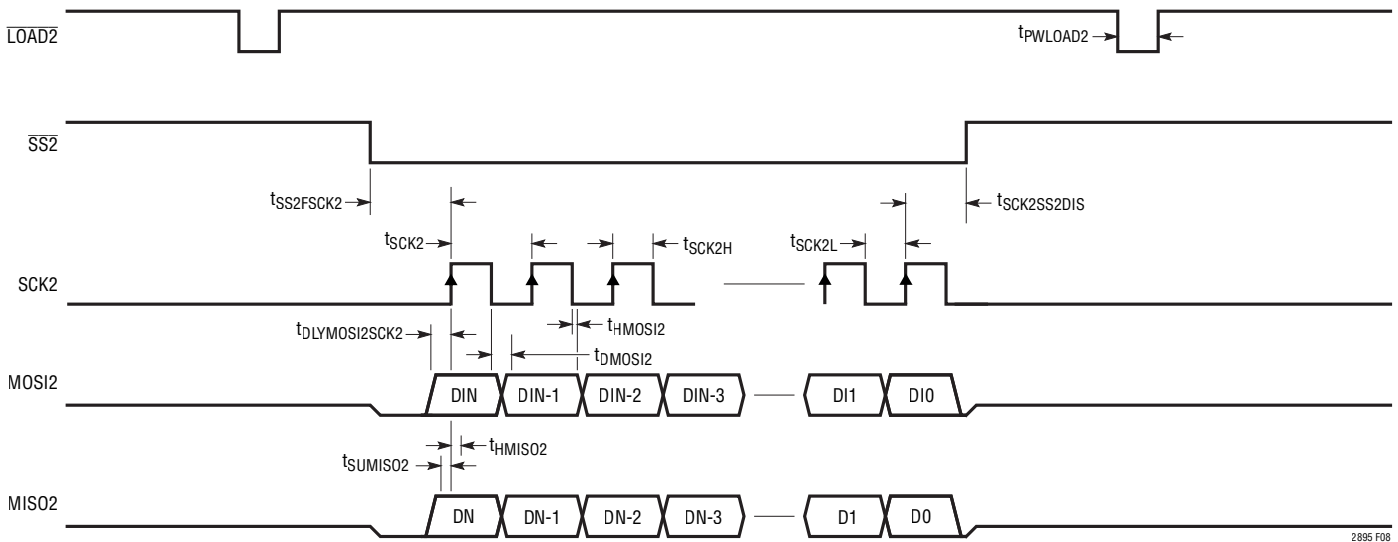 LOAD2
tPWLOAD2
SS2
tSS2FSCK2
tSCK2SS2DIS
tSCK2
tSCK2H
tSCK2L
SCK2
tDLYMOSI2SCK2
tHMOSI2
tDMOSI2
MOSI2
DIN
DIN-1
DIN-2
DIN-3
DI1
DI0
tHMISO2
tSUMISO2
MISO2
DN
DN-1
DN-2
DN-3
D1
D0
2895 F08